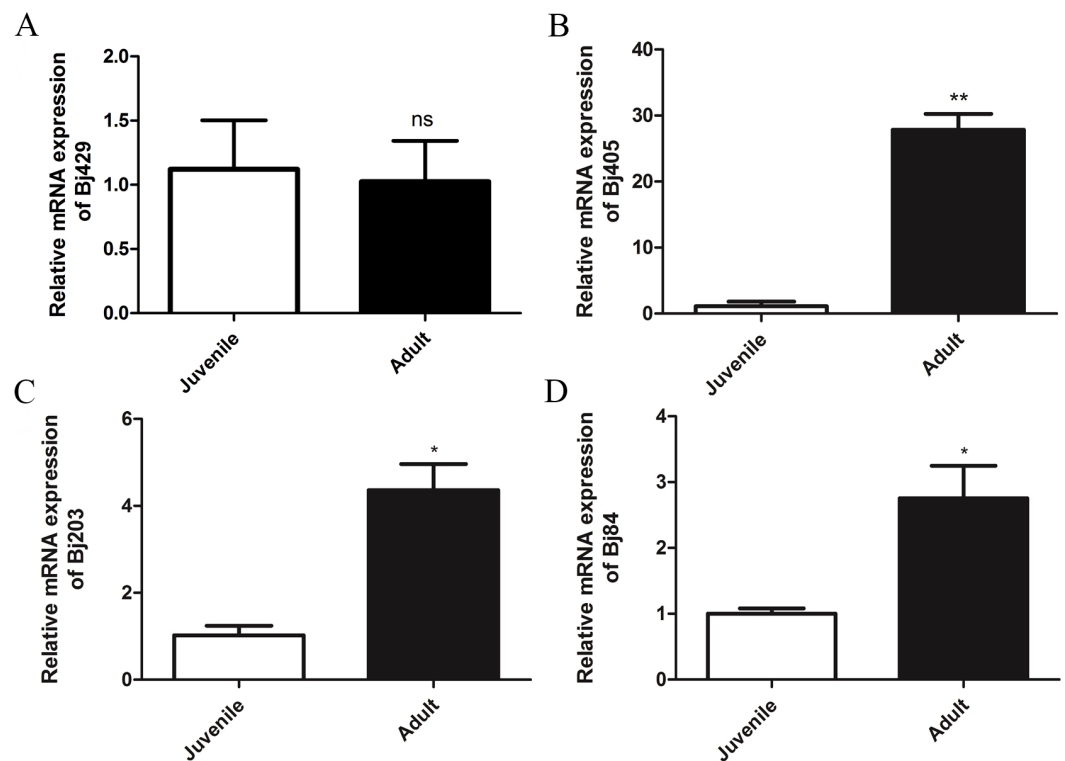 A
Relative mRNA expression
of Bj429
2.0
1.5
1.0
0.5
0.0
ns
Juvenile
Adult
B
Relative mRNA expression
of Bj405
40
30
20
10
0
**
Juvenile
Adult
C
Relative mRNA expression
of Bj203
6
4
2
0
*
Juvenile
Adult
D
Relative mRNA expression
of Bj84
4
3
2
1
0
*
Juvenile
Adult